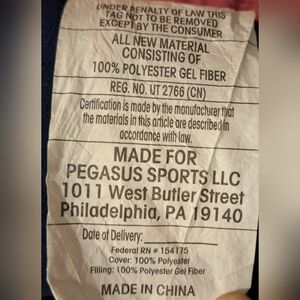 UNDER PENALTY OF LAW THIS
TAG NOT TO BE REMOVED
EXCEPT BY THE CONSUMER
ALL NEW MATERIAL
CONSISTING OF
100% POLYESTER GEL FIBER
REG. NO. UT 2766 (CN)
Certification is made by the manufacturer that
the materials in this article are described in
accordance with law.
MADE FOR
PEGASUS SPORTS LLC
1011 West Butler Street
Philadelphia, PA 19140
Date of Delivery:
Federal RN # 154175
Cover: 100% Polyester
Filling: 100% Polyester Gel Fiber
MADE IN CHINA